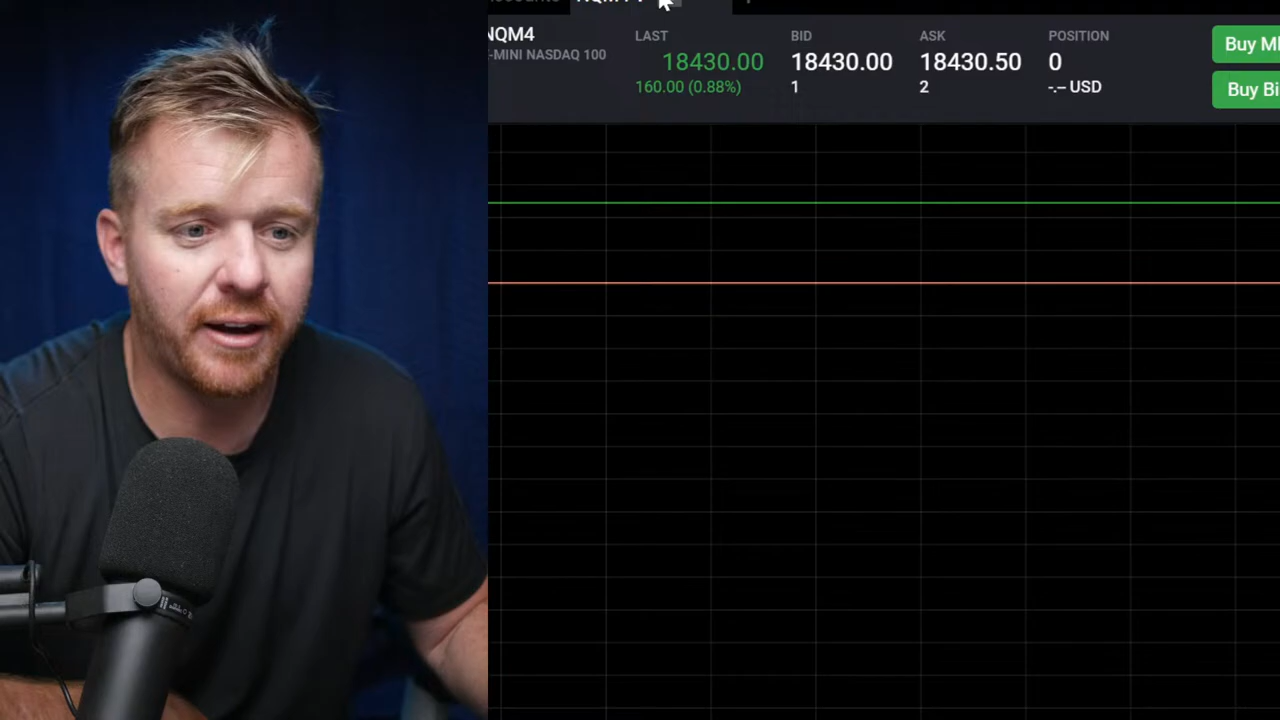 NQM4
-MINI NASDAQ 100
LAST
18430.00
160.00 (0.88%)
BID
18430.00
1
ASK
18430.50
2
POSITION
0
-.-- USD
Buy M
Buy Bi